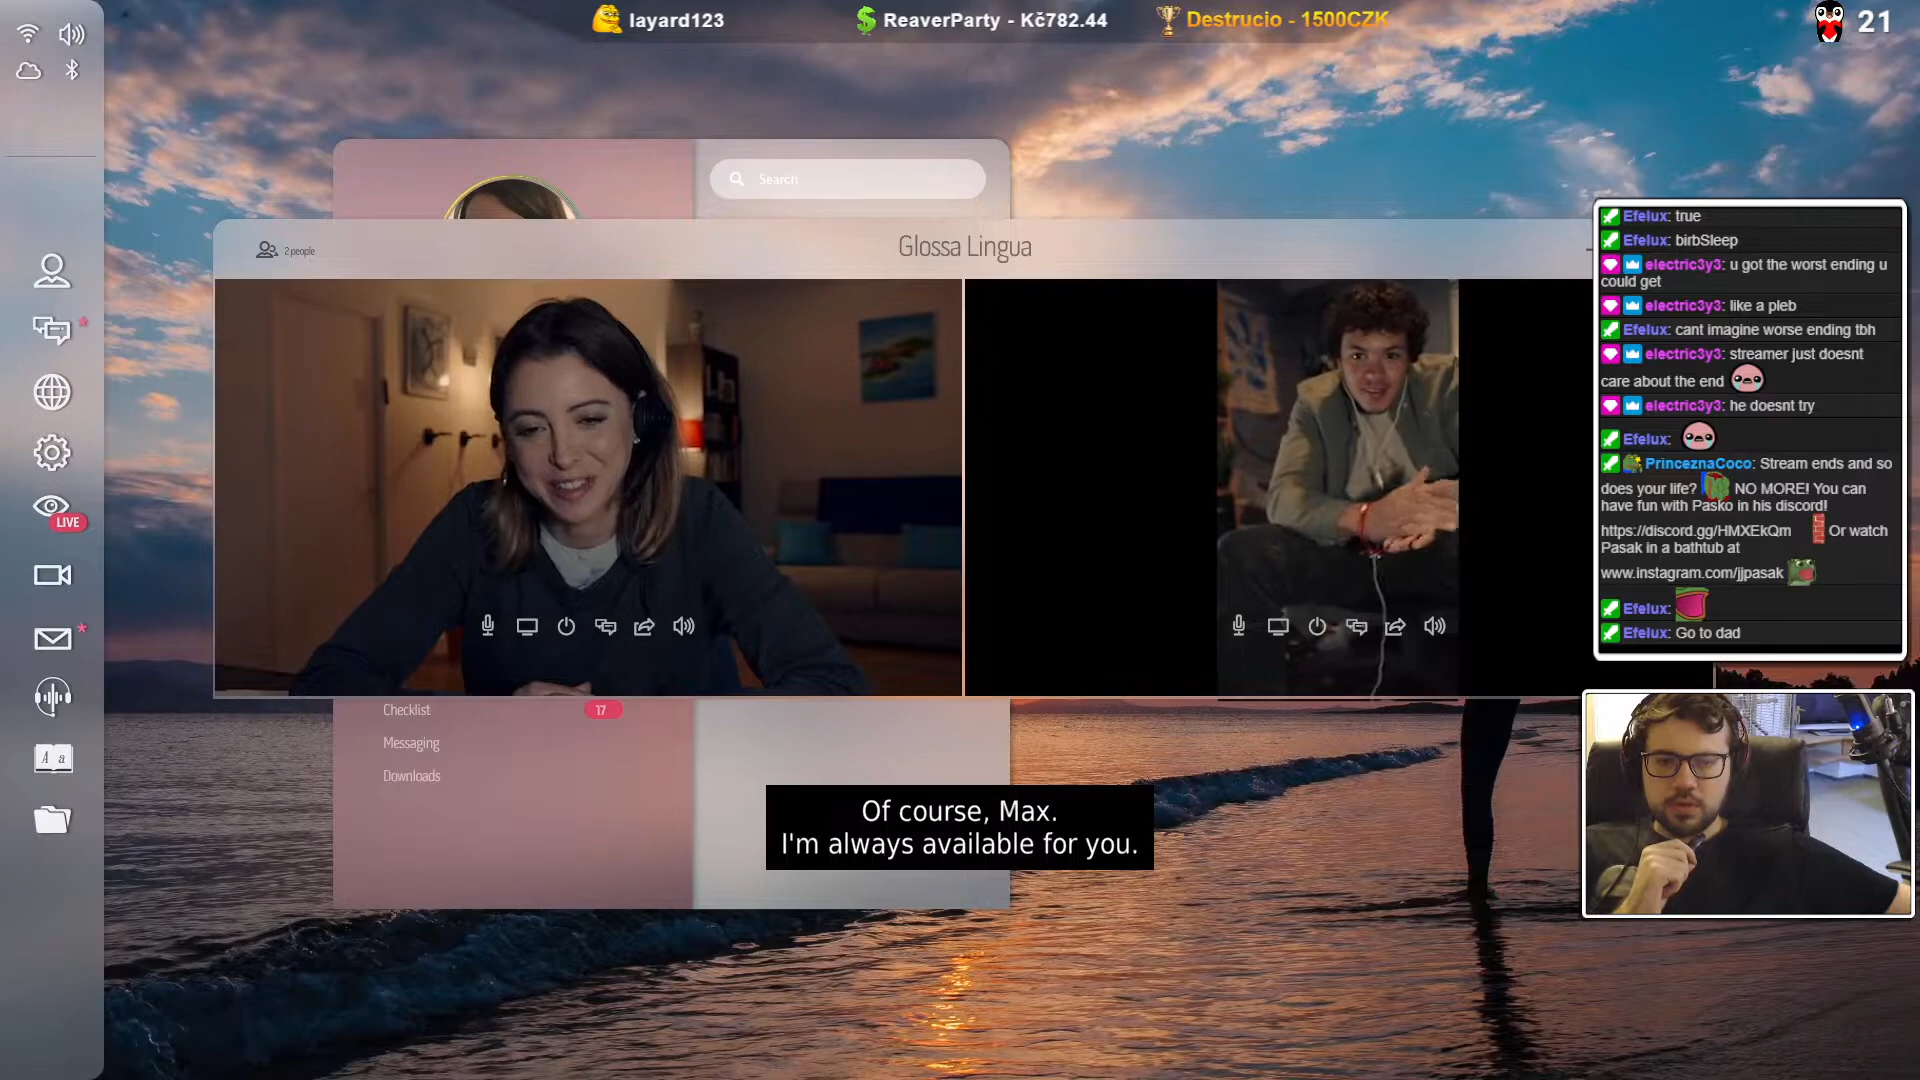 layard123
ReaverParty - Kč782.44
Destrucio - 1500CZK
21
Search
2 people
Glossa Lingua
LIVE
A a
Checklist
17
Messaging
Downloads
Of course, Max.
I'm always available for you.
Efelux: true
Efelux: birbSleep
electric3y3: u got the worst ending u
could get
electric3y3: like a pleb
Efelux: cant imagine worse ending tbh
electric3y3: streamer just doesnt
care about the end
electric3y3: he doesnt try
Efelux:
PrinceznaCoco: Stream ends and so
does your life? NO MORE! You can
have fun with Pasko in his discord!
https://discord.gg/HMXEkQm Or watch
Pasak in a bathtub at
www.instagram.com/jjpasak
Efelux:
Efelux: Go to dad